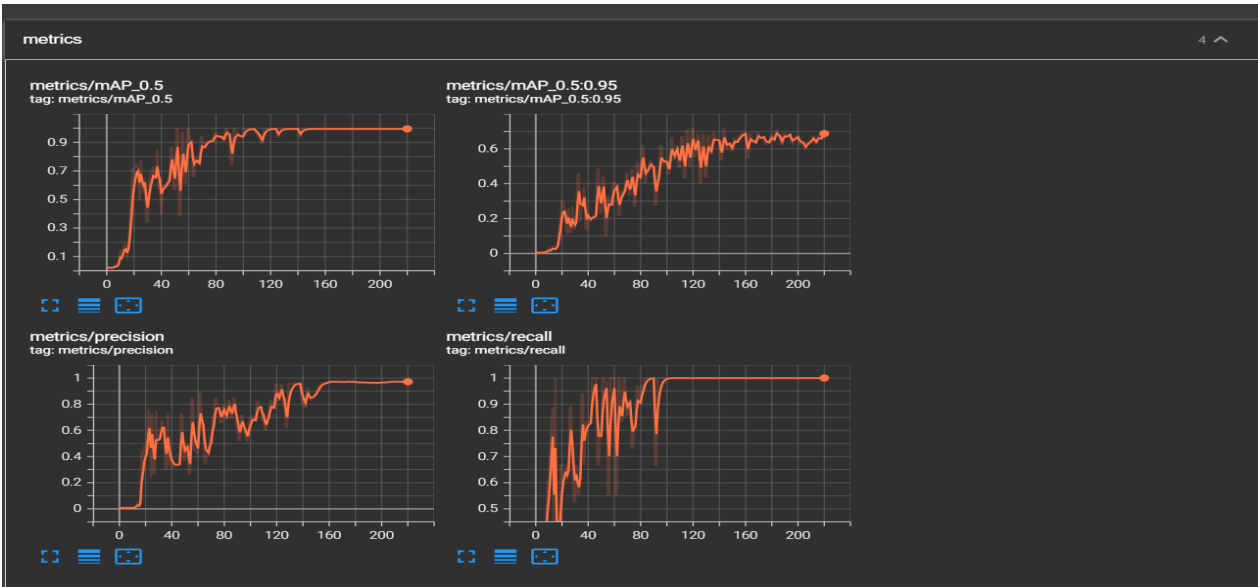 metrics
4
metrics/mAP_0.5
tag: metrics/mAP_0.5
0.9
0.7
0.5
0.3
0.1
0 40 80 120 160 200
metrics/mAP_0.5:0.95
tag: metrics/mAP_0.5:0.95
0.6
0.4
0.2
0
0 40 80 120 160 200
metrics/precision
tag: metrics/precision
1
0.8
0.6
0.4
0.2
0
0 40 80 120 160 200
metrics/recall
tag: metrics/recall
1
0.9
0.8
0.7
0.6
0.5
0 40 80 120 160 200